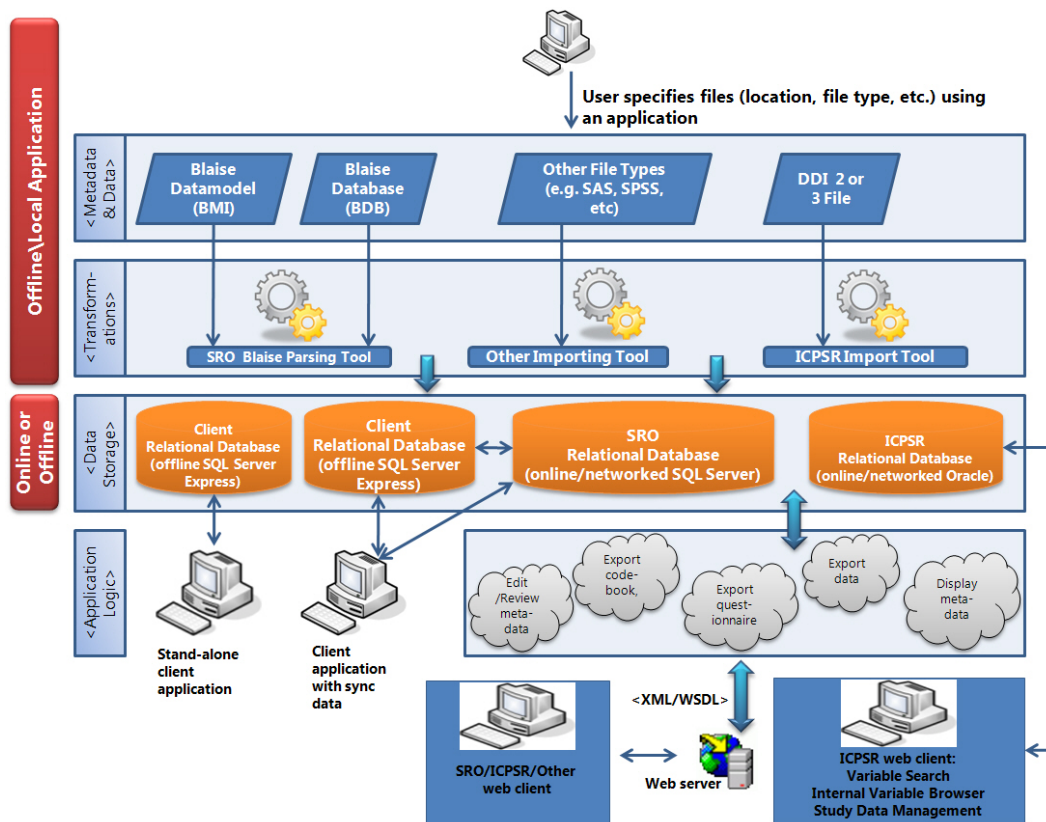 User specifies files (location, file type, etc.) using
an application
Offline\Local Application
<Metadata
& Data>
Blaise
Datamodel
(BMI)
Blaise
Database
(BDB)
Other File Types
(e.g. SAS, SPSS,
etc)
DDI 2 or
3 File
<Transform-
ations>
SRO Blaise Parsing Tool
Other Importing Tool
ICPSR Import Tool
Online or
Offline
<Data
Storage>
Client
Relational Database
(offline SQL Server
Express)
Client
Relational Database
(offline SQL Server
Express)
SRO
Relational Database
(online/networked SQL Server)
ICPSR
Relational Database
(online/networked Oracle)
<Application
Logic>
Stand-alone
client
application
Client
application
with sync
data
Edit
/Review
meta-
data
Export
code-
book,
Export
quest-
ionnaire
Export
data
Display
meta-
data
<XML/WSDL>
SRO/ICPSR/Other
web client
Web server
ICPSR web client:
Variable Search
Internal Variable Browser
Study Data Management